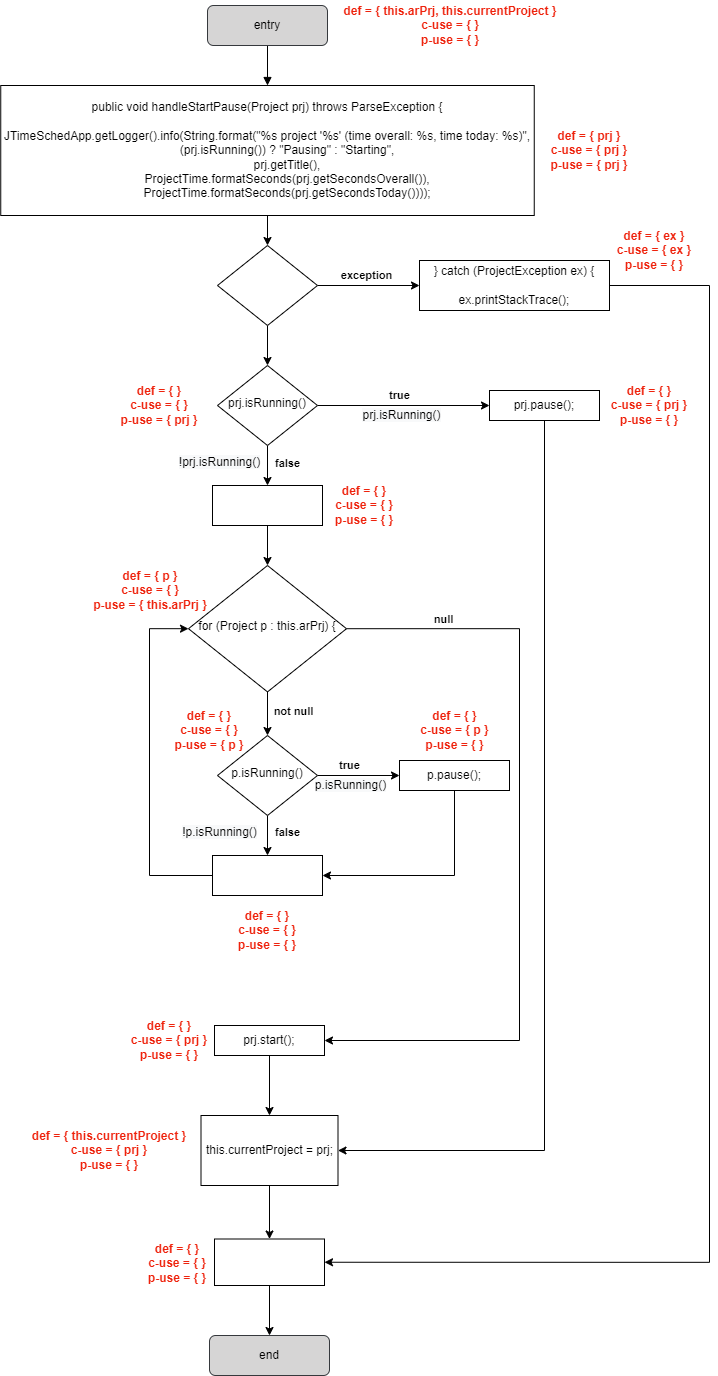 entry
def = { this.arPrj, this.currentProject }
c-use = { }
p-use = { }
public void handleStartPause(Project prj) throws ParseException {
JTimeSchedApp.getLogger().info(String.format("%s project '%s' (time overall: %s, time today: %s)",
(prj.isRunning()) ? "Pausing" : "Starting",
prj.getTitle(),
ProjectTime.formatSeconds(prj.getSecondsOverall()),
ProjectTime.formatSeconds(prj.getSecondsToday())));
def = { prj }
c-use = { prj }
p-use = { prj }
exception
} catch (ProjectException ex) {
ex.printStackTrace();
def = { ex }
c-use = { ex }
p-use = { }
def = { }
c-use = { }
p-use = { prj }
prj.isRunning()
true
prj.isRunning()
prj.pause();
def = { }
c-use = { prj }
p-use = { }
!prj.isRunning()
false
def = { }
c-use = { }
p-use = { }
def = { p }
c-use = { }
p-use = { this.arPrj }
for (Project p : this.arPrj) {
null
not null
def = { }
c-use = { }
p-use = { p }
p.isRunning()
true
p.isRunning()
def = { }
c-use = { p }
p-use = { }
p.pause();
!p.isRunning()
false
def = { }
c-use = { }
p-use = { }
def = { }
c-use = { prj }
p-use = { }
prj.start();
def = { this.currentProject }
c-use = { prj }
p-use = { }
this.currentProject = prj;
def = { }
c-use = { }
p-use = { }
end